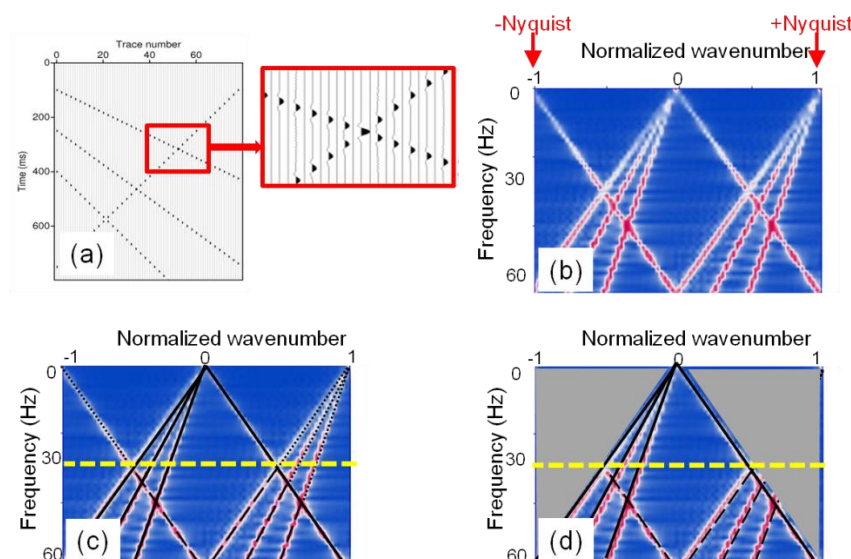 Trace number
0 20 40 60
0
200
400
600
Time (ms)
(a)
-Nyquist +Nyquist
Normalized wavenumber
-1 0 1
0
30
60
Frequency (Hz)
(b)
Normalized wavenumber
-1 0 1
0
30
60
Frequency (Hz)
(c)
Normalized wavenumber
-1 0 1
0
30
60
Frequency (Hz)
(d)